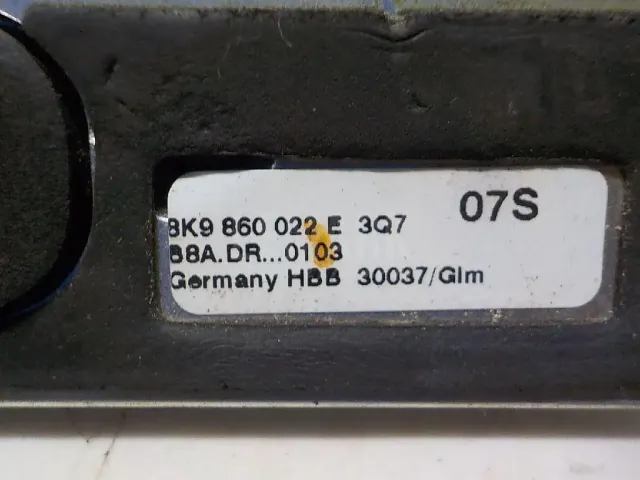 8K9 860 022 E 3Q7
07S
B8A.DR...0103
Germany HBB 30037/Glm